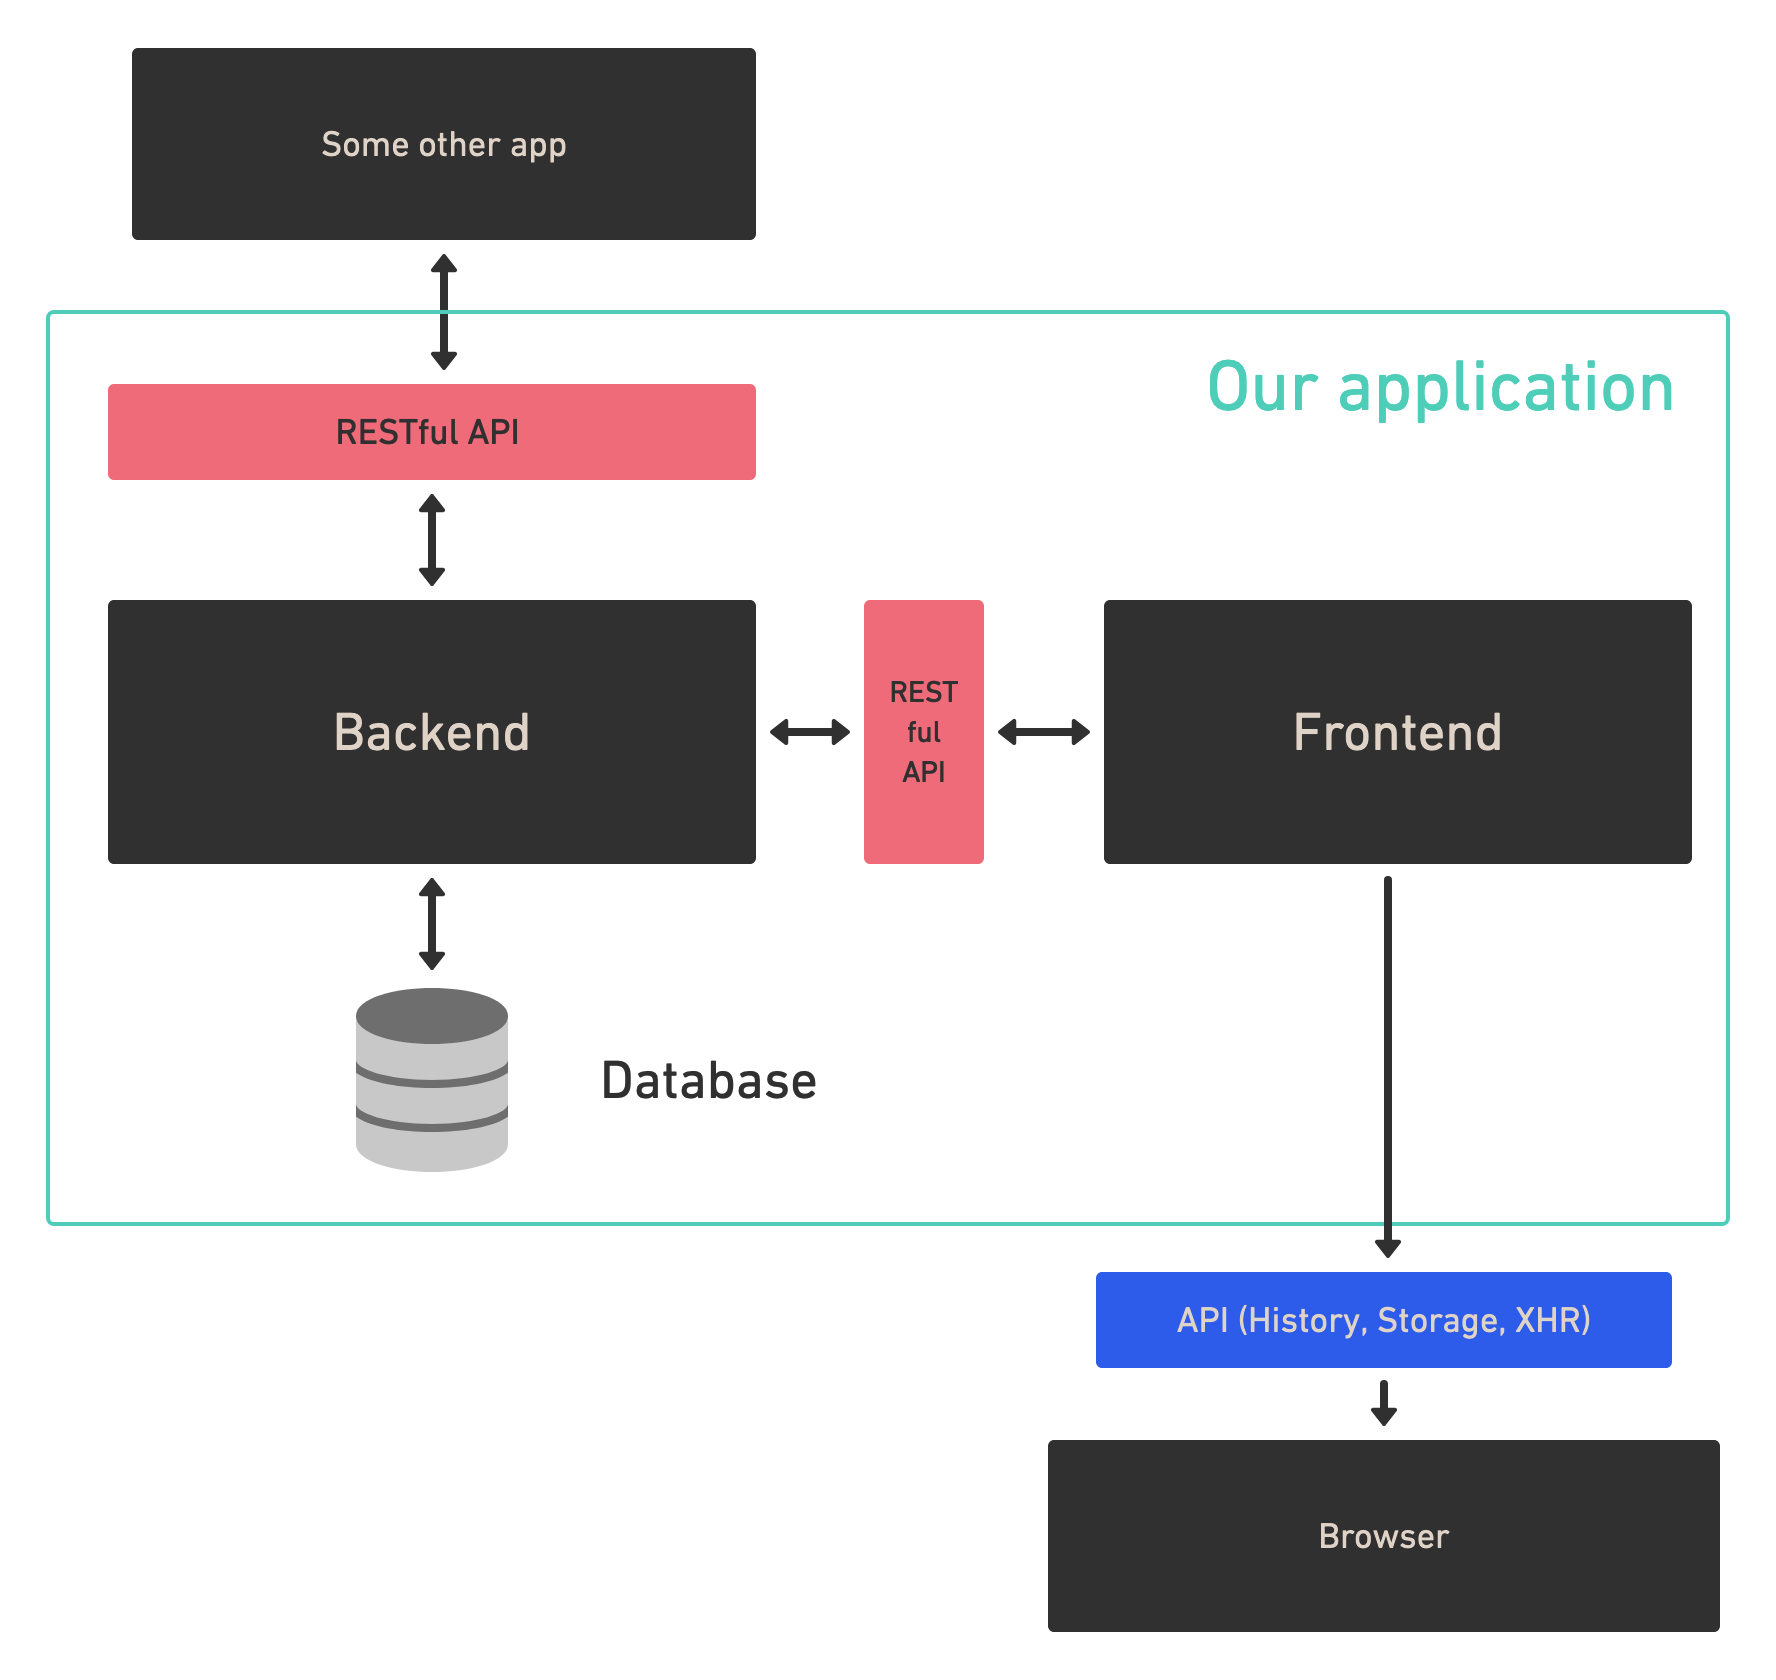 Some other app
Our application
RESTful API
Backend
REST
ful
API
Frontend
Database
API (History, Storage, XHR)
Browser